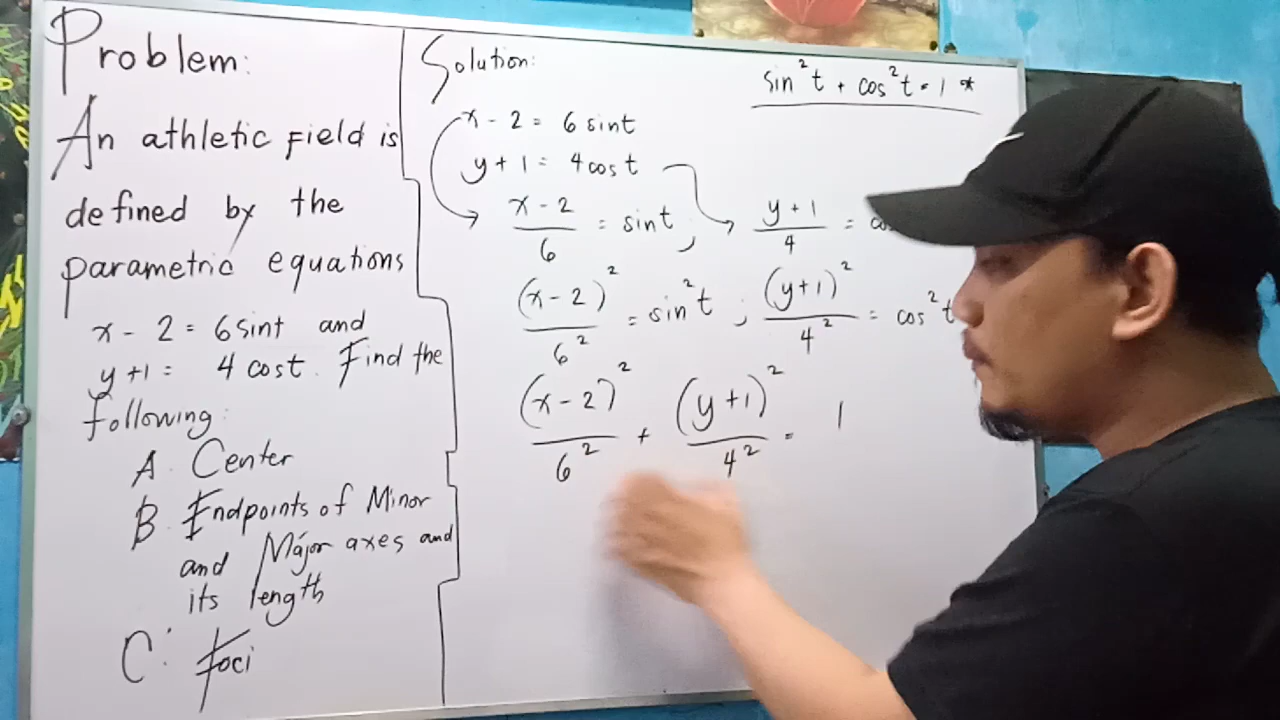 Problem:
An athletic field is
defined by the
parametric equations
x - 2 = 6 sint and
y + 1 = 4 cost. Find the
following:
A. Center
B. Endpoints of Minor
and Major axes and
its length
C. Foci
Solution:
sin²t + cos²t = 1 *
x - 2 = 6 sint
y + 1 = 4 cost
x - 2 / 6 = sint ; y + 1 / 4 =
(x - 2)² / 6² = sin²t ; (y+1)² / 4² = cos²t
(x - 2)² / 6² + (y+1)² / 4² = 1